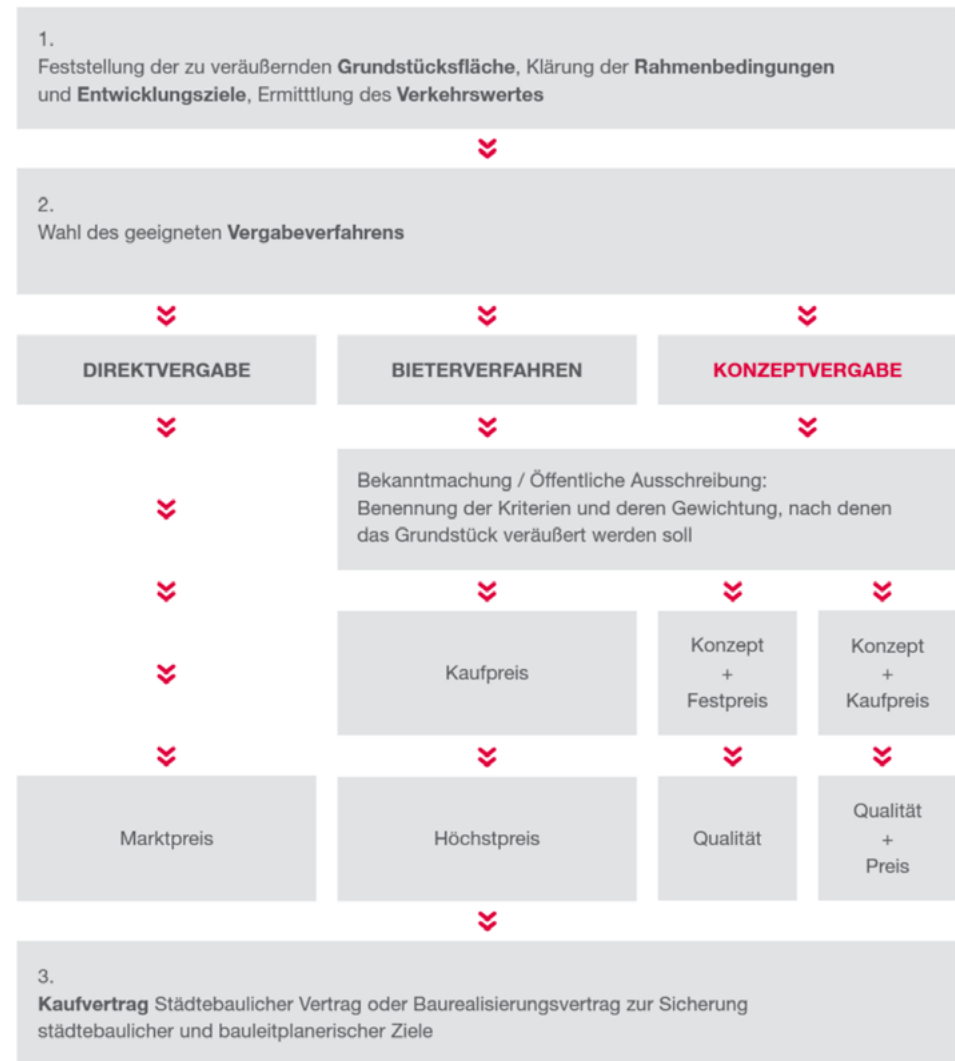 1.
Feststellung der zu veräußernden Grundstücksfläche, Klärung der Rahmenbedingungen
und Entwicklungsziele, Ermitttlung des Verkehrswertes
2.
Wahl des geeigneten Vergabeverfahrens
DIREKTVERGABE
BIETERVERFAHREN
KONZEPTVERGABE
Bekanntmachung / Öffentliche Ausschreibung:
Benennung der Kriterien und deren Gewichtung, nach denen
das Grundstück veräußert werden soll
Kaufpreis
Konzept
+
Festpreis
Konzept
+
Kaufpreis
Marktpreis
Höchstpreis
Qualität
Qualität
+
Preis
3.
Kaufvertrag Städtebaulicher Vertrag oder Baurealisierungsvertrag zur Sicherung
städtebaulicher und bauleitplanerischer Ziele